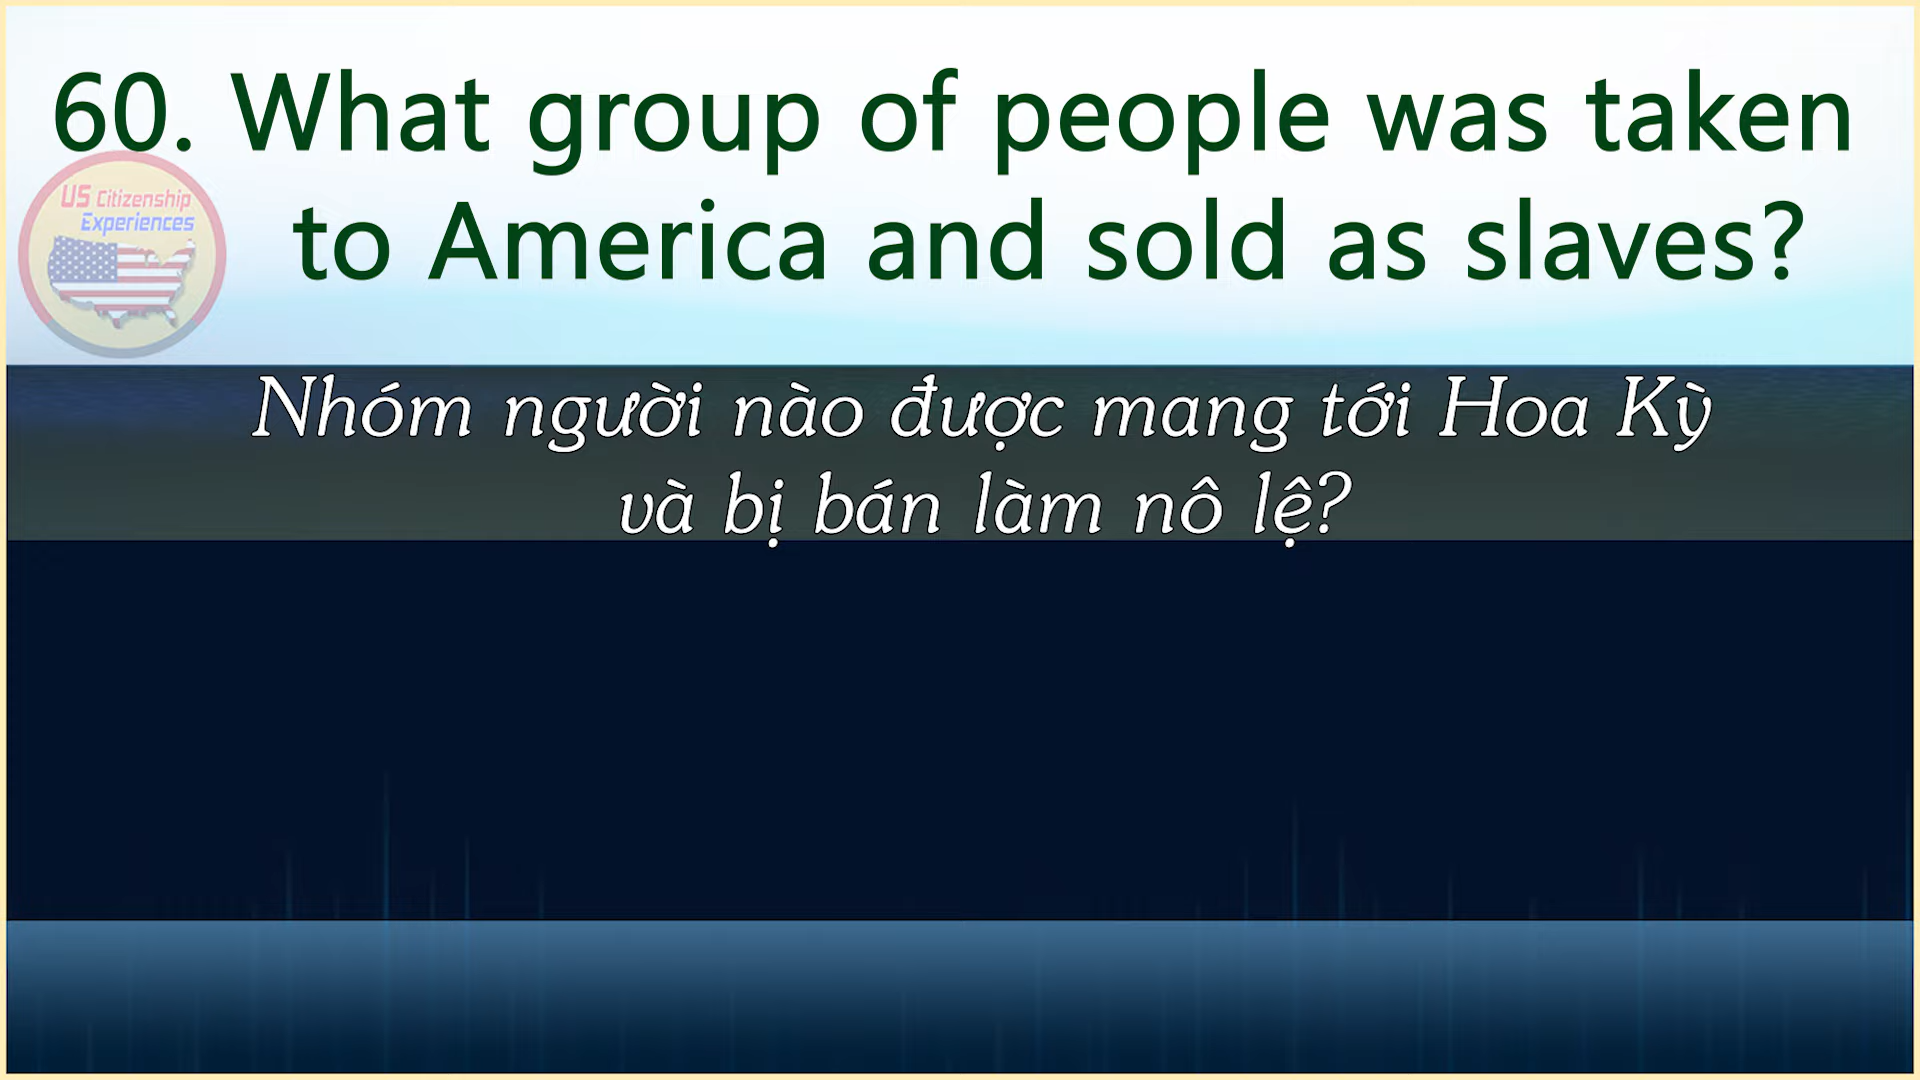 60. What group of people was taken
to America and sold as slaves?
US Citizenship
Experiences
Nhóm người nào được mang tới Hoa Kỳ
và bị bán làm nô lệ?